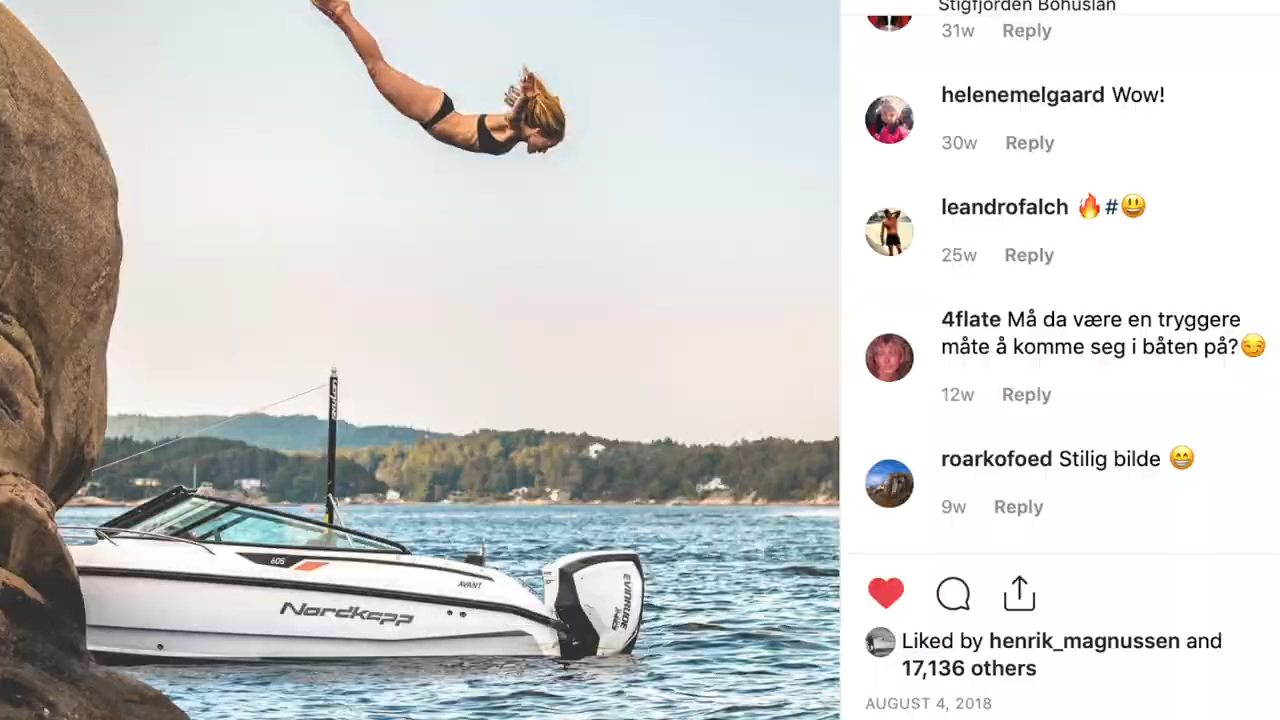 Stigfjorden Bohuslän
31w Reply
helenemelgaard Wow!
30w Reply
leandrofalch 🔥#😃
25w Reply
4flate Må da være en tryggere
måte å komme seg i båten på?😏
12w Reply
roarkofoed Stilig bilde 😁
9w Reply
Liked by henrik_magnussen and
17,136 others
AUGUST 4, 2018
605
AVANT
Nordkapp
EVINRUDE